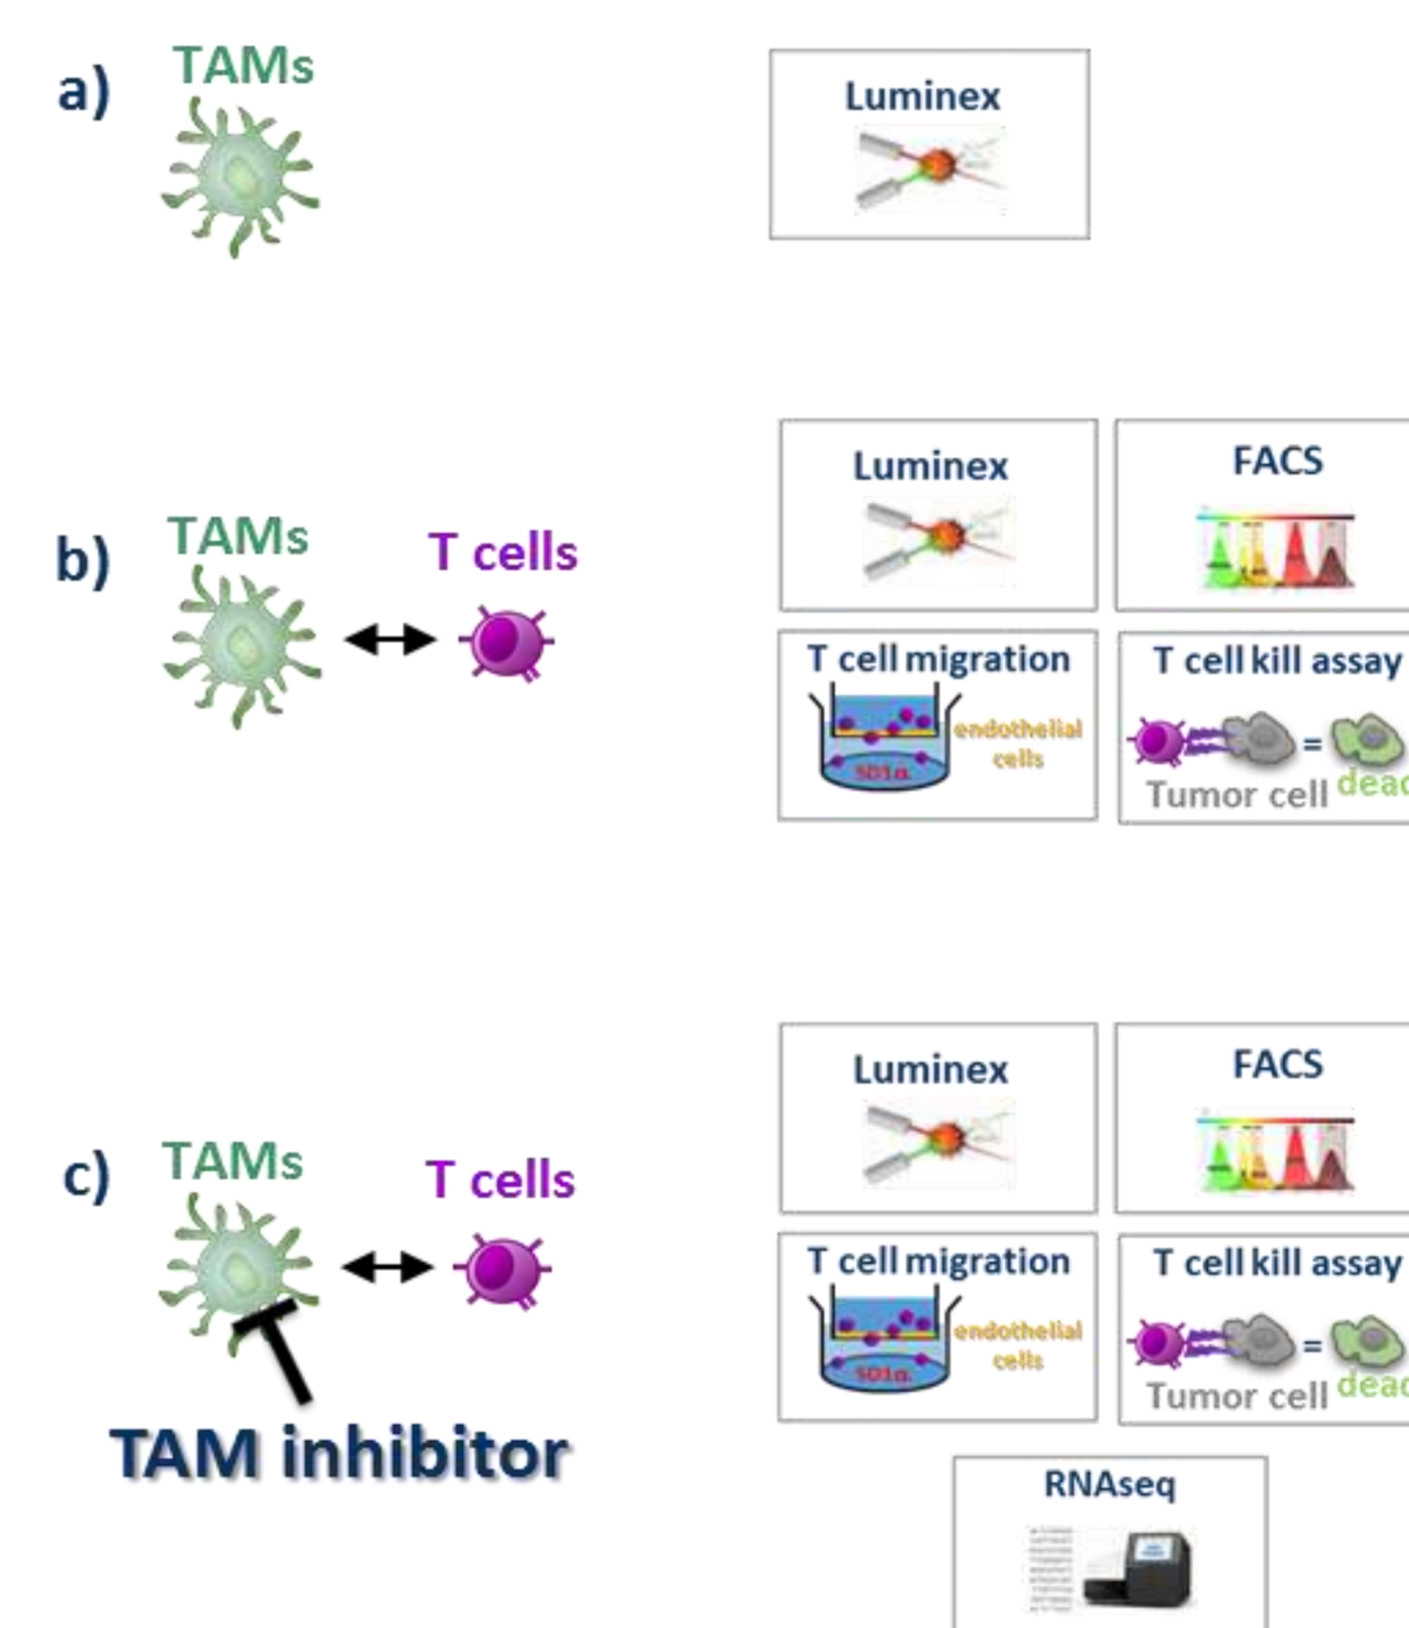 a)
TAMs
Luminex
b)
TAMs
T cells
Luminex
FACS
T cell migration
endothelial
cells
T cell kill assay
=
Tumor cell
c)
TAMs
T cells
TAM inhibitor
Luminex
FACS
T cell migration
endothelial
cells
T cell kill assay
=
Tumor cell
RNAseq